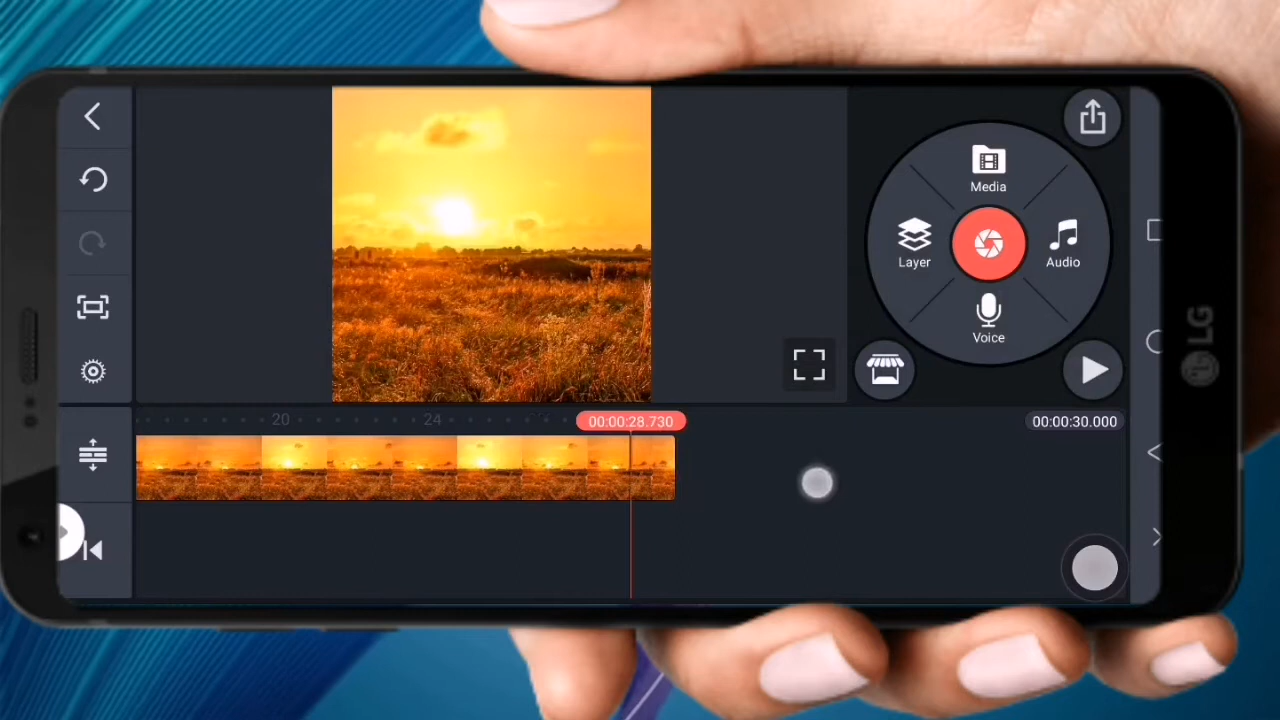 Media
Layer
Audio
Voice
20
24
00:00:28.730
00:00:30.000
LG